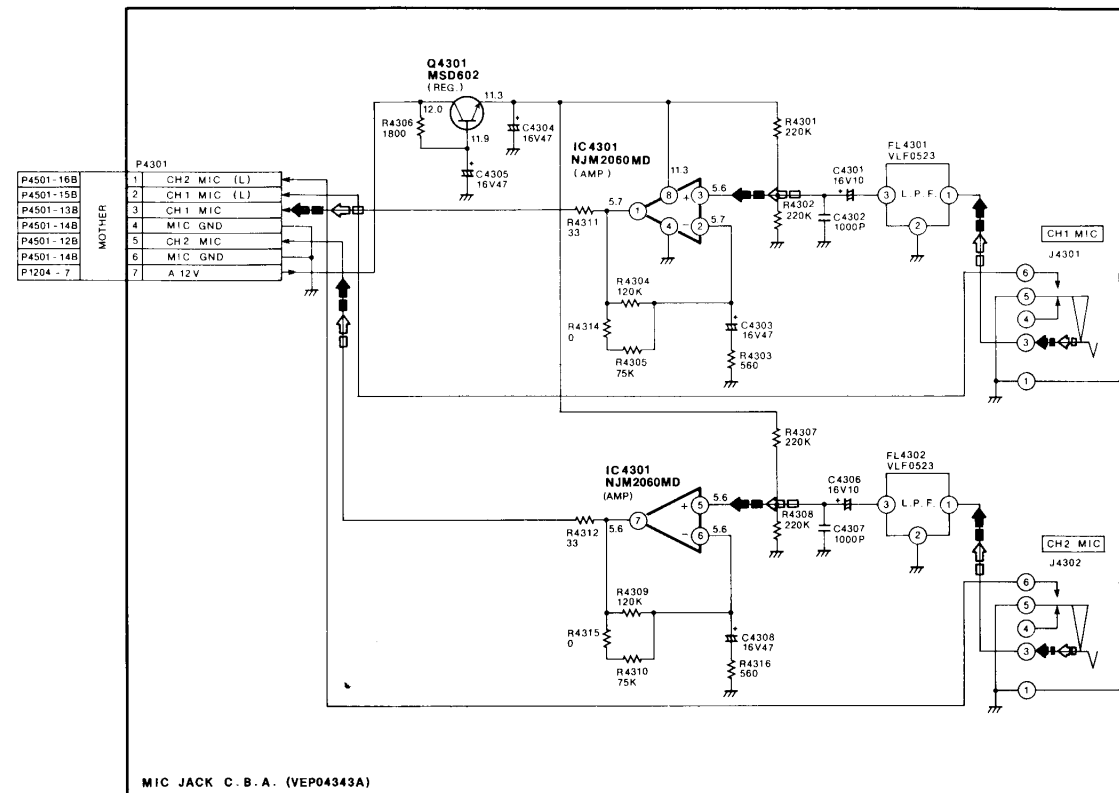 Q4301
MSD602
(REG.)
12.0
11.3
11.9
R4306
1800
C4304
16V47
C4305
16V47
IC4301
NJM2060MD
(AMP)
R4301
220K
C4301
16V10
FL4301
VLF0523
L.P.F.
3
1
2
R4302
220K
C4302
1000P
11.3
8
5.6
3
+
5.7
1
4
−
2
5.7
R4311
33
P4301
MOTHER
P4501-16B 1 CH2 MIC (L)
P4501-15B 2 CH1 MIC (L)
P4501-13B 3 CH1 MIC
P4501-14B 4 MIC GND
P4501-12B 5 CH2 MIC
P4501-14B 6 MIC GND
P1204-7 7 A 12V
CH1 MIC
J4301
6
5
4
3
1
R4304
120K
R4314
0
R4305
75K
C4303
16V47
R4303
560
R4307
220K
IC4301
NJM2060MD
(AMP)
C4306
16V10
FL4302
VLF0523
L.P.F.
3
1
2
R4308
220K
C4307
1000P
5.6
5
+
7
5.6
−
6
5.6
R4312
33
CH2 MIC
J4302
6
5
4
3
1
R4309
120K
R4315
0
R4310
75K
C4308
16V47
R4316
560
MIC JACK C.B.A. (VEP04343A)